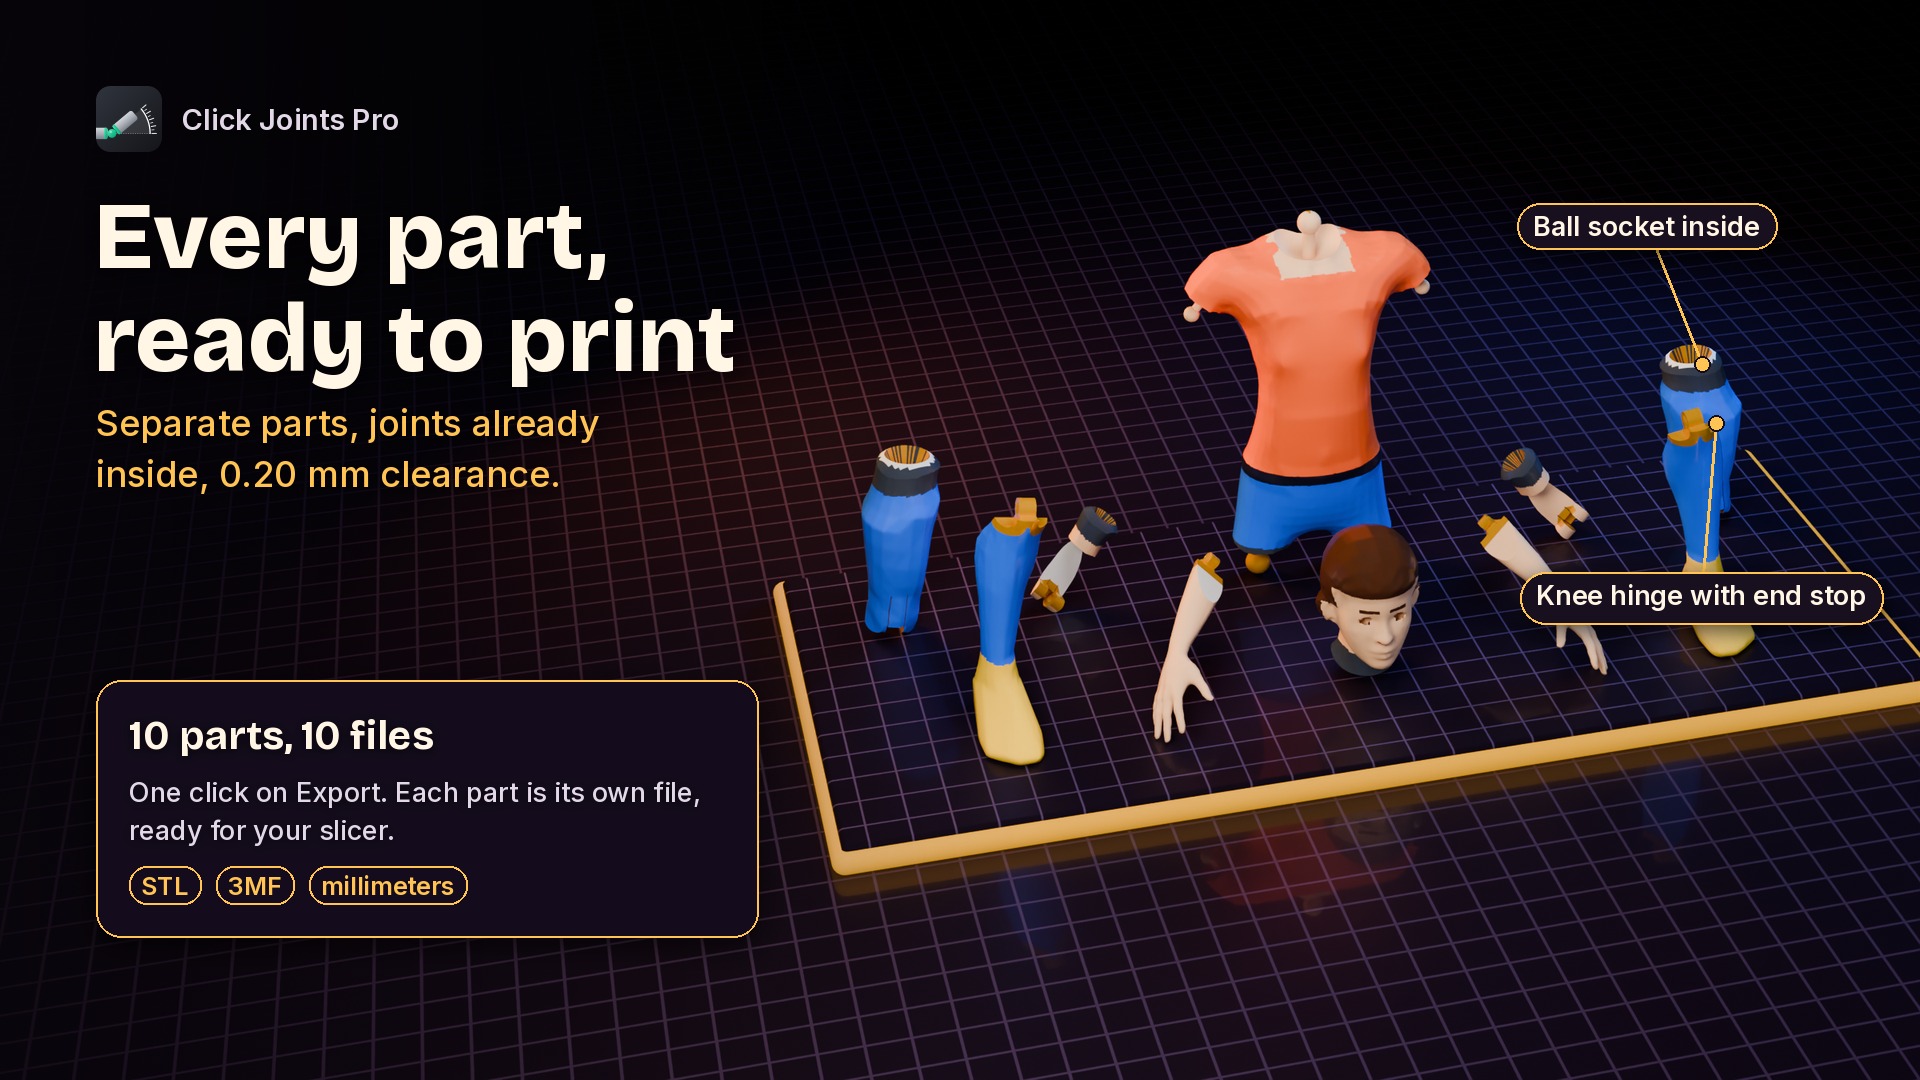 Click Joints Pro
Every part,
ready to print
Separate parts, joints already
inside, 0.20 mm clearance.
10 parts, 10 files
One click on Export. Each part is its own file,
ready for your slicer.
STL
3MF
millimeters
Ball socket inside
Knee hinge with end stop